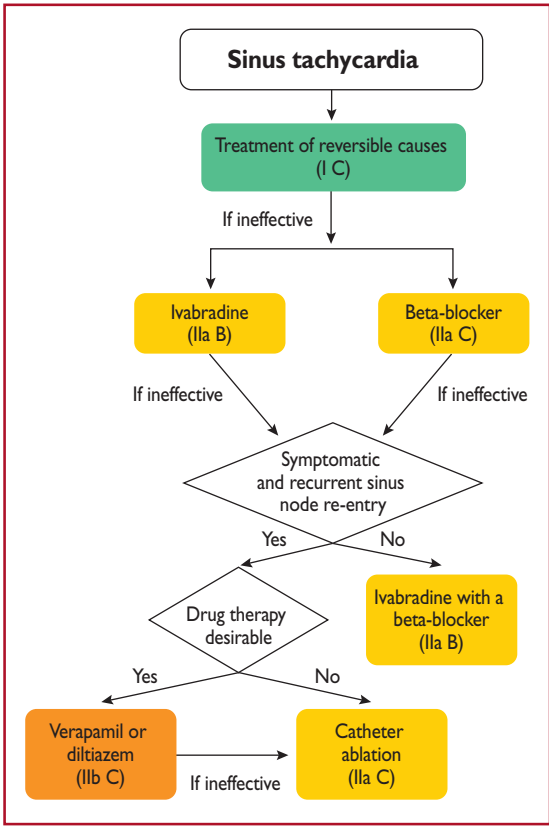 Sinus tachycardia
Treatment of reversible causes
(I C)
If ineffective
Ivabradine
(IIa B)
Beta-blocker
(IIa C)
If ineffective
If ineffective
Symptomatic
and recurrent sinus
node re-entry
Yes
No
Drug therapy
desirable
Ivabradine with a
beta-blocker
(IIa B)
Yes
No
Verapamil or
diltiazem
(IIb C)
If ineffective
Catheter
ablation
(IIa C)